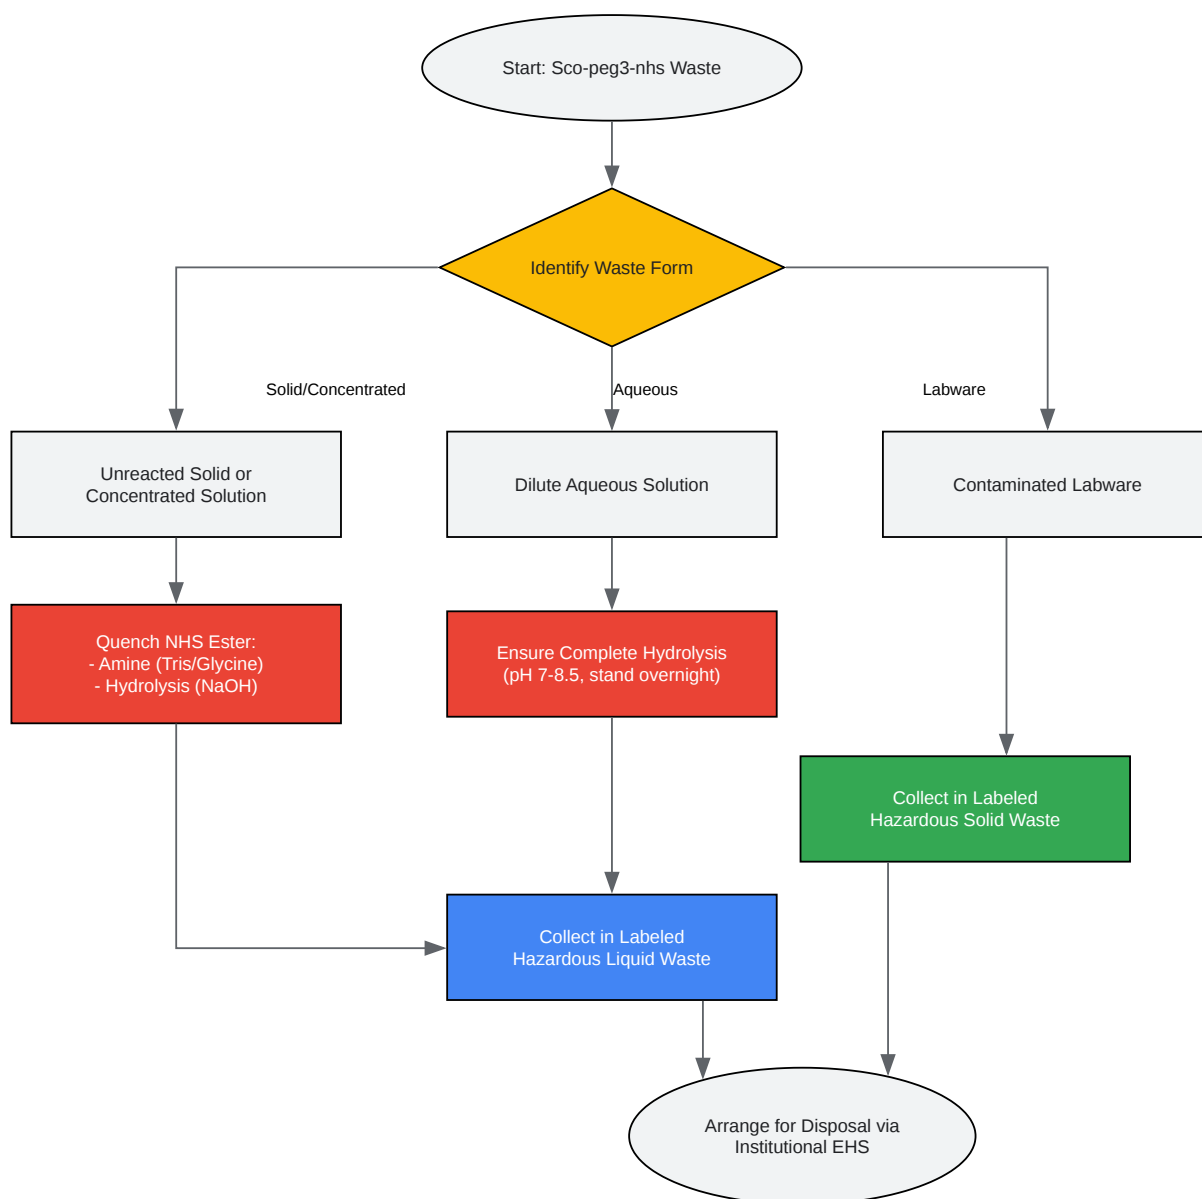 Start: Sco-peg3-nhs Waste
Identify Waste Form
Solid/Concentrated
Aqueous
Labware
Unreacted Solid or
Concentrated Solution
Dilute Aqueous Solution
Contaminated Labware
Quench NHS Ester:
- Amine (Tris/Glycine)
- Hydrolysis (NaOH)
Ensure Complete Hydrolysis
(pH 7-8.5, stand overnight)
Collect in Labeled
Hazardous Solid Waste
Collect in Labeled
Hazardous Liquid Waste
Arrange for Disposal via
Institutional EHS